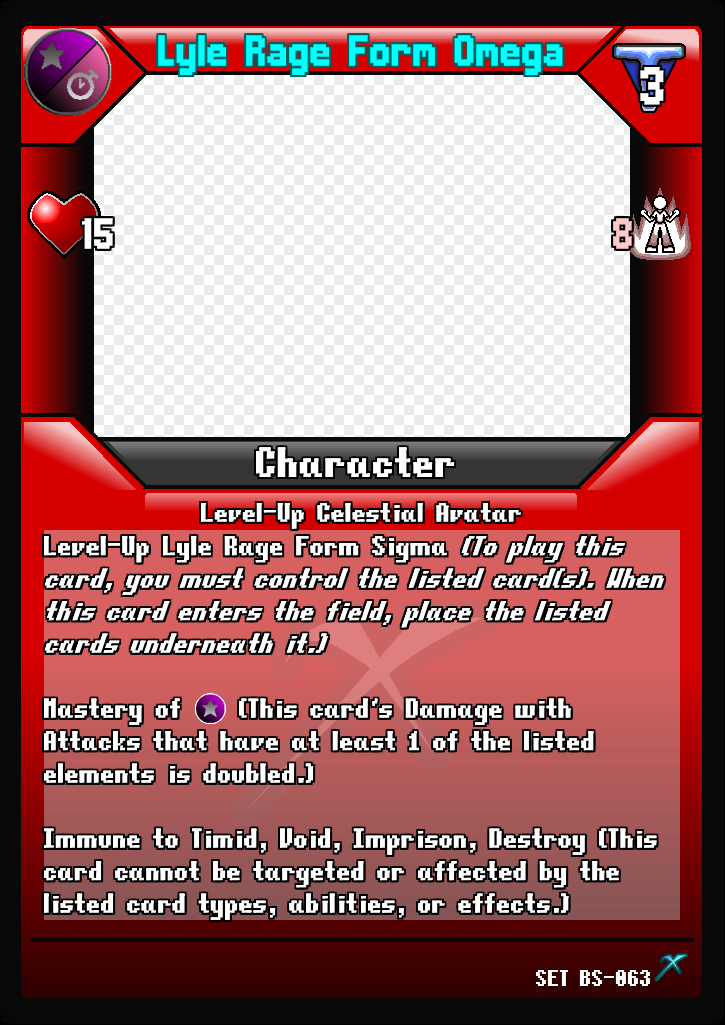 Lyle Rage Form Omega
3
15
8
Character
Level-Up Celestial Avatar
Level-Up Lyle Rage Form Sigma (To play this
card, you must control the listed card(s). When
this card enters the field, place the listed
cards underneath it.)
Mastery of (This card's Damage with
Attacks that have at least 1 of the listed
elements is doubled.)
Immune to Timid, Void, Imprison, Destroy (This
card cannot be targeted or affected by the
listed card types, abilities, or effects.)
SET BS-063